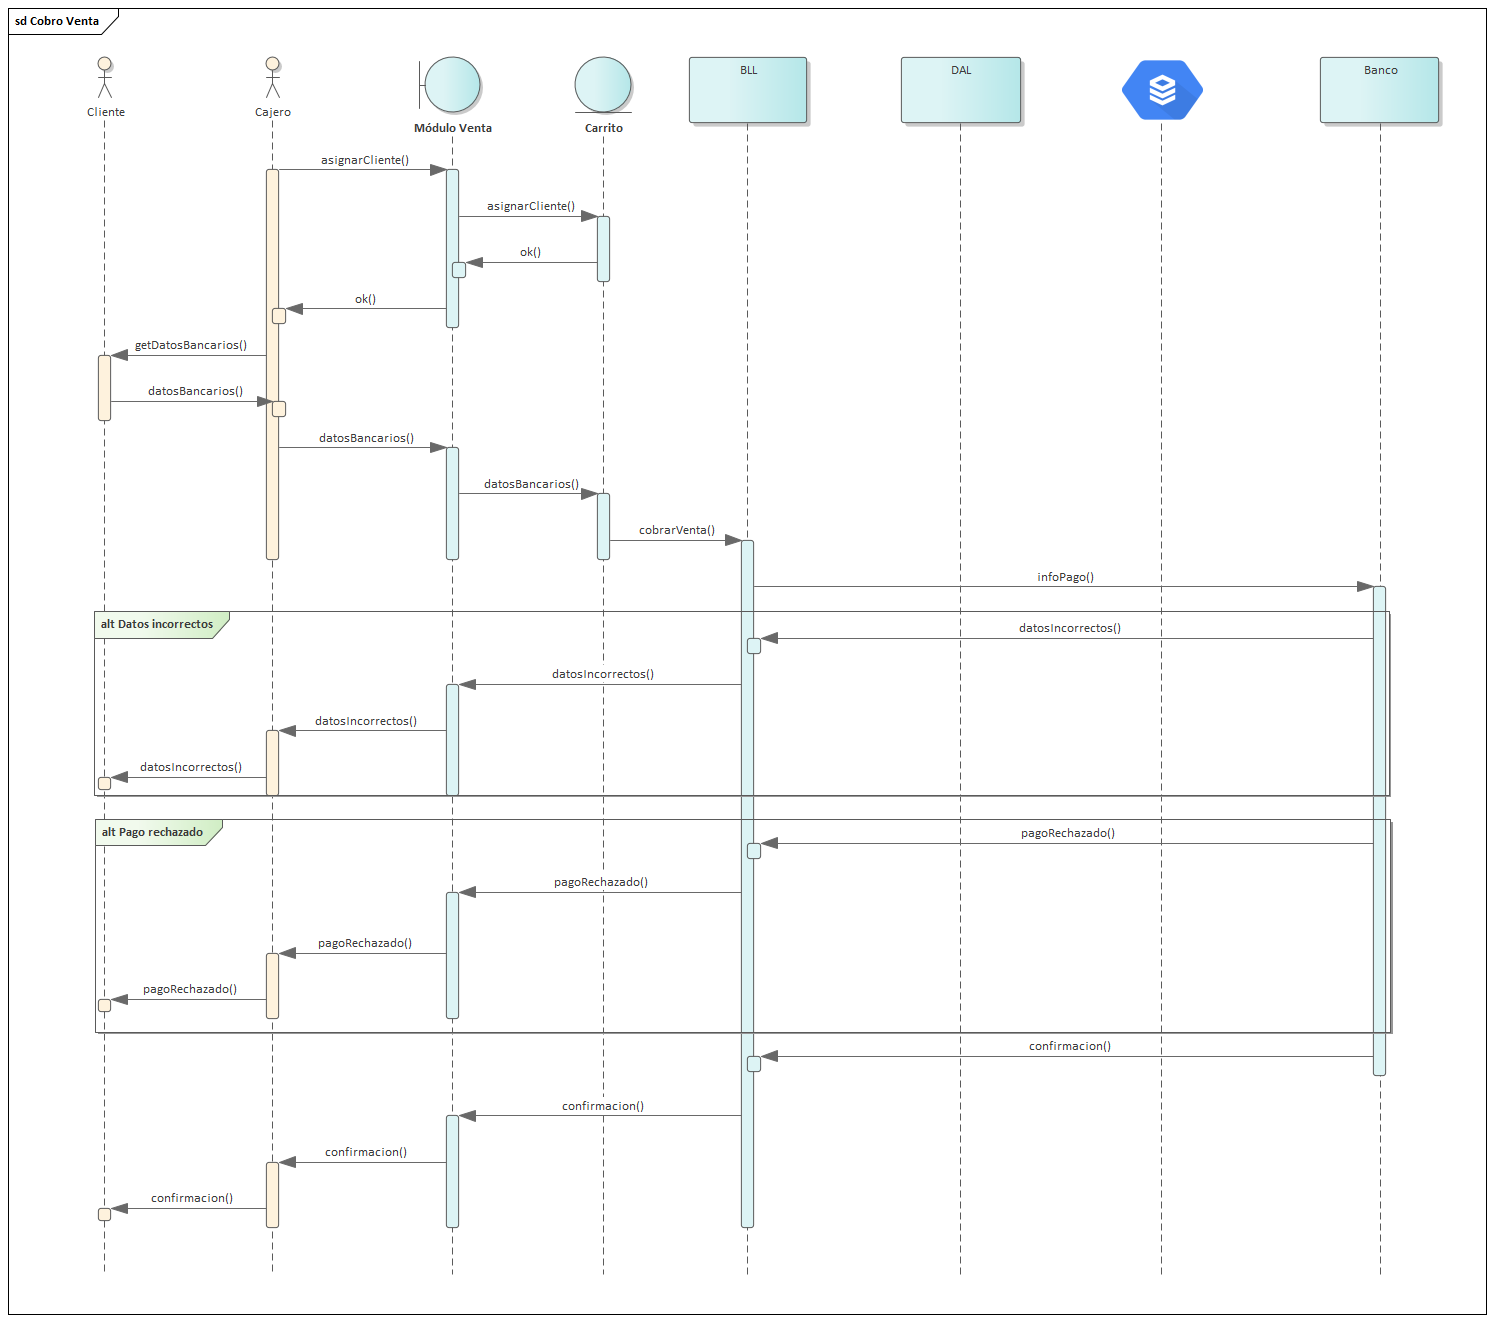 sd Cobro Venta
Cliente
Cajero
Módulo Venta
Carrito
BLL
DAL
Banco
asignarCliente()
asignarCliente()
ok()
ok()
getDatosBancarios()
datosBancarios()
datosBancarios()
datosBancarios()
cobrarVenta()
infoPago()
alt Datos incorrectos
datosIncorrectos()
datosIncorrectos()
datosIncorrectos()
datosIncorrectos()
alt Pago rechazado
pagoRechazado()
pagoRechazado()
pagoRechazado()
pagoRechazado()
confirmacion()
confirmacion()
confirmacion()
confirmacion()